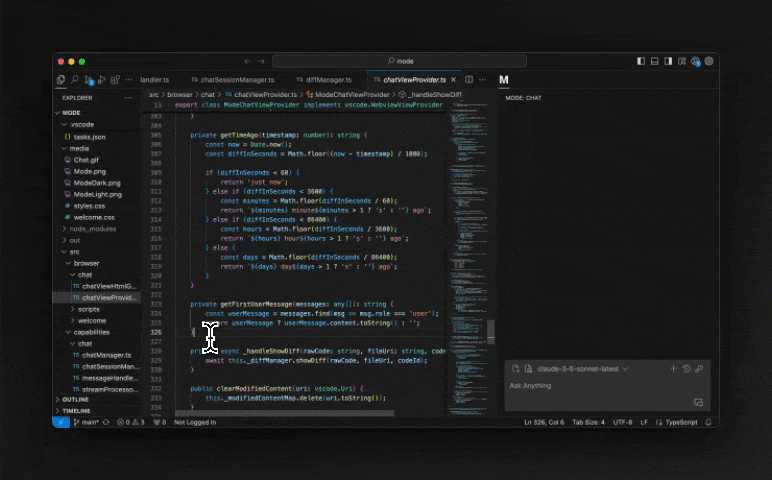 mode
andler.ts
TS chatSessionManager.ts
TS diffManager.ts
TS chatViewProvider.ts
M
src > browser > chat > TS chatViewProvider.ts > ModeChatViewProvider > _handleShowDiff
EXPLORER
MODE: CHAT
MODE
.vscode
tasks.json
media
Chat.gif
Mode.png
ModeDark.png
ModeLight.png
styles.css
welcome.css
node_modules
out
src
browser
chat
TS chatViewHtmlG...
TS chatViewProvid...
scripts
welcome
capabilities
chat
TS chatManager.ts
TS chatSessionMan...
TS messageHandle...
TS streamProcesso...
OUTLINE
TIMELINE
13 export class ModeChatViewProvider implements vscode.WebviewViewProvider
303 }
304
305 private getTimeAgo(timestamp: number): string {
306 const now = Date.now();
307 const diffInSeconds = Math.floor((now - timestamp) / 1000);
308
309 if (diffInSeconds < 60) {
310 return 'just now';
311 } else if (diffInSeconds < 3600) {
312 const minutes = Math.floor(diffInSeconds / 60);
313 return `${minutes} minute${minutes > 1 ? 's' : ''} ago`;
314 } else if (diffInSeconds < 86400) {
315 const hours = Math.floor(diffInSeconds / 3600);
316 return `${hours} hour${hours > 1 ? 's' : ''} ago`;
317 } else {
318 const days = Math.floor(diffInSeconds / 86400);
319 return `${days} day${days > 1 ? 's' : ''} ago`;
320 }
321 }
322
323 private getFirstUserMessage(messages: any[]): string {
324 const userMessage = messages.find(msg => msg.role === 'user');
325 return userMessage ? userMessage.content.toString() : '';
326 }
327
328 private async _handleShowDiff(rawCode: string, fileUri: string, code
329 await this._diffManager.showDiff(rawCode, fileUri, codeId);
330 }
331
332 public clearModifiedContent(uri: vscode.Uri) {
333 this._modifiedContentMap.delete(uri.toString());
334 }
claude-3-5-sonnet-latest
Ask Anything
main*
0 3
0
Not Logged In
Ln 326, Col 6
Tab Size: 4
UTF-8
LF
TypeScript